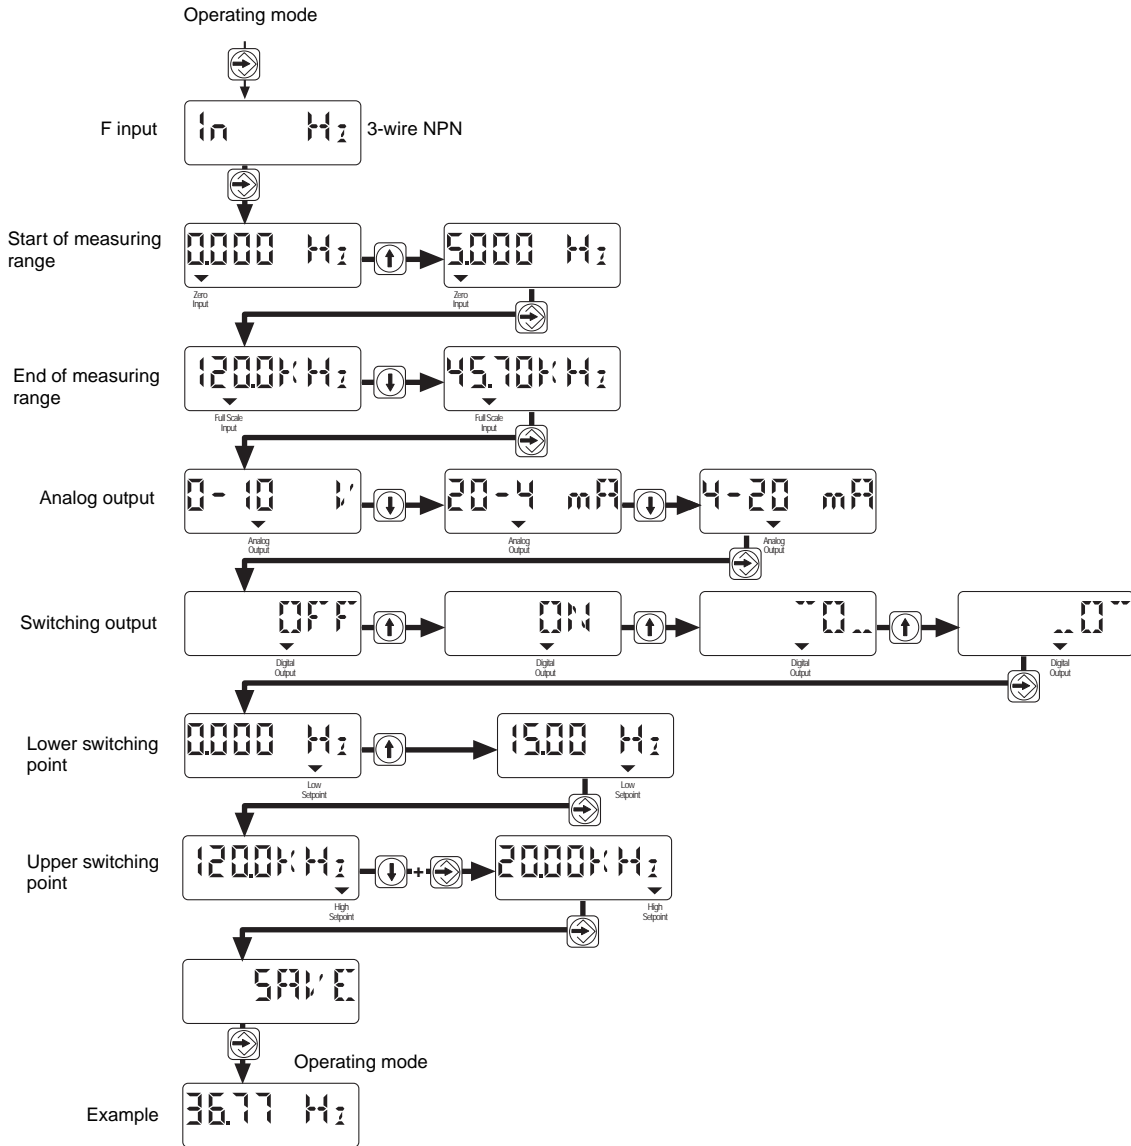 Operating mode
F input
In Hz
3-wire NPN
Start of measuring
range
0.000 Hz
Zero
Input
5.000 Hz
Zero
Input
End of measuring
range
120.0kHz
Full Scale
Input
45.70kHz
Full Scale
Input
Analog output
0-10 V
Analog
Output
20-4 mA
Analog
Output
4-20 mA
Analog
Output
Switching output
OFF
Digital
Output
ON
Digital
Output
¯0_
Digital
Output
_0¯
Digital
Output
Lower switching
point
0.000 Hz
Low
Setpoint
15.00 Hz
Low
Setpoint
Upper switching
point
120.0kHz
High
Setpoint
+
20.00kHz
High
Setpoint
SAVE
Operating mode
Example
36.77 Hz